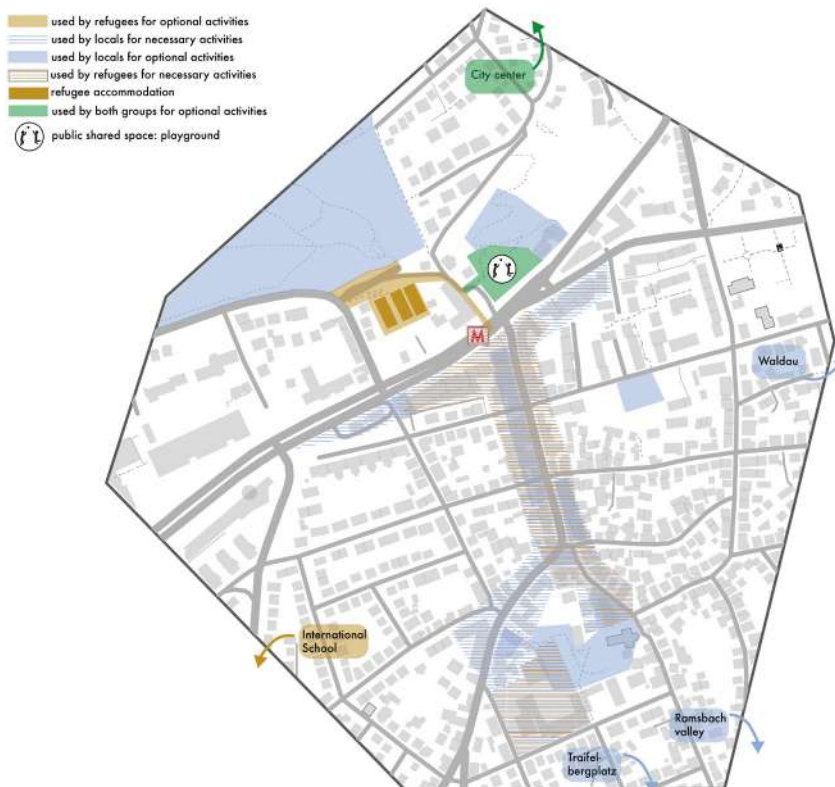 used by refugees for optional activities
used by locals for necessary activities
used by locals for optional activities
used by refugees for necessary activities
refugee accommodation
used by both groups for optional activities
public shared space: playground
City center
M
Waldau
International
School
Ramsbach
valley
Traifel-
bergplatz